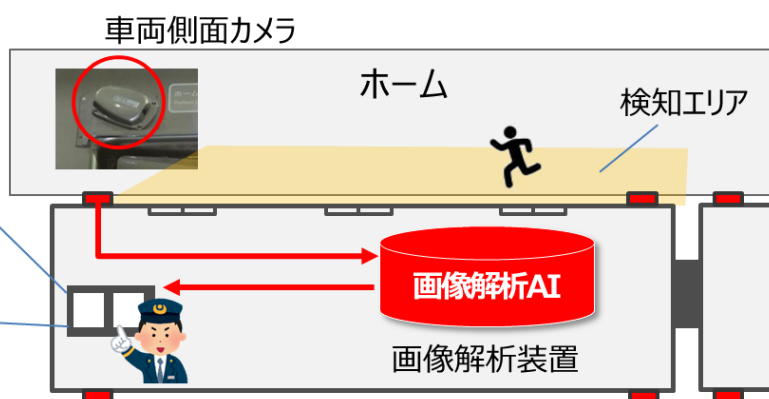 車両側面カメラ
ホーム
検知エリア
画像解析AI
画像解析装置